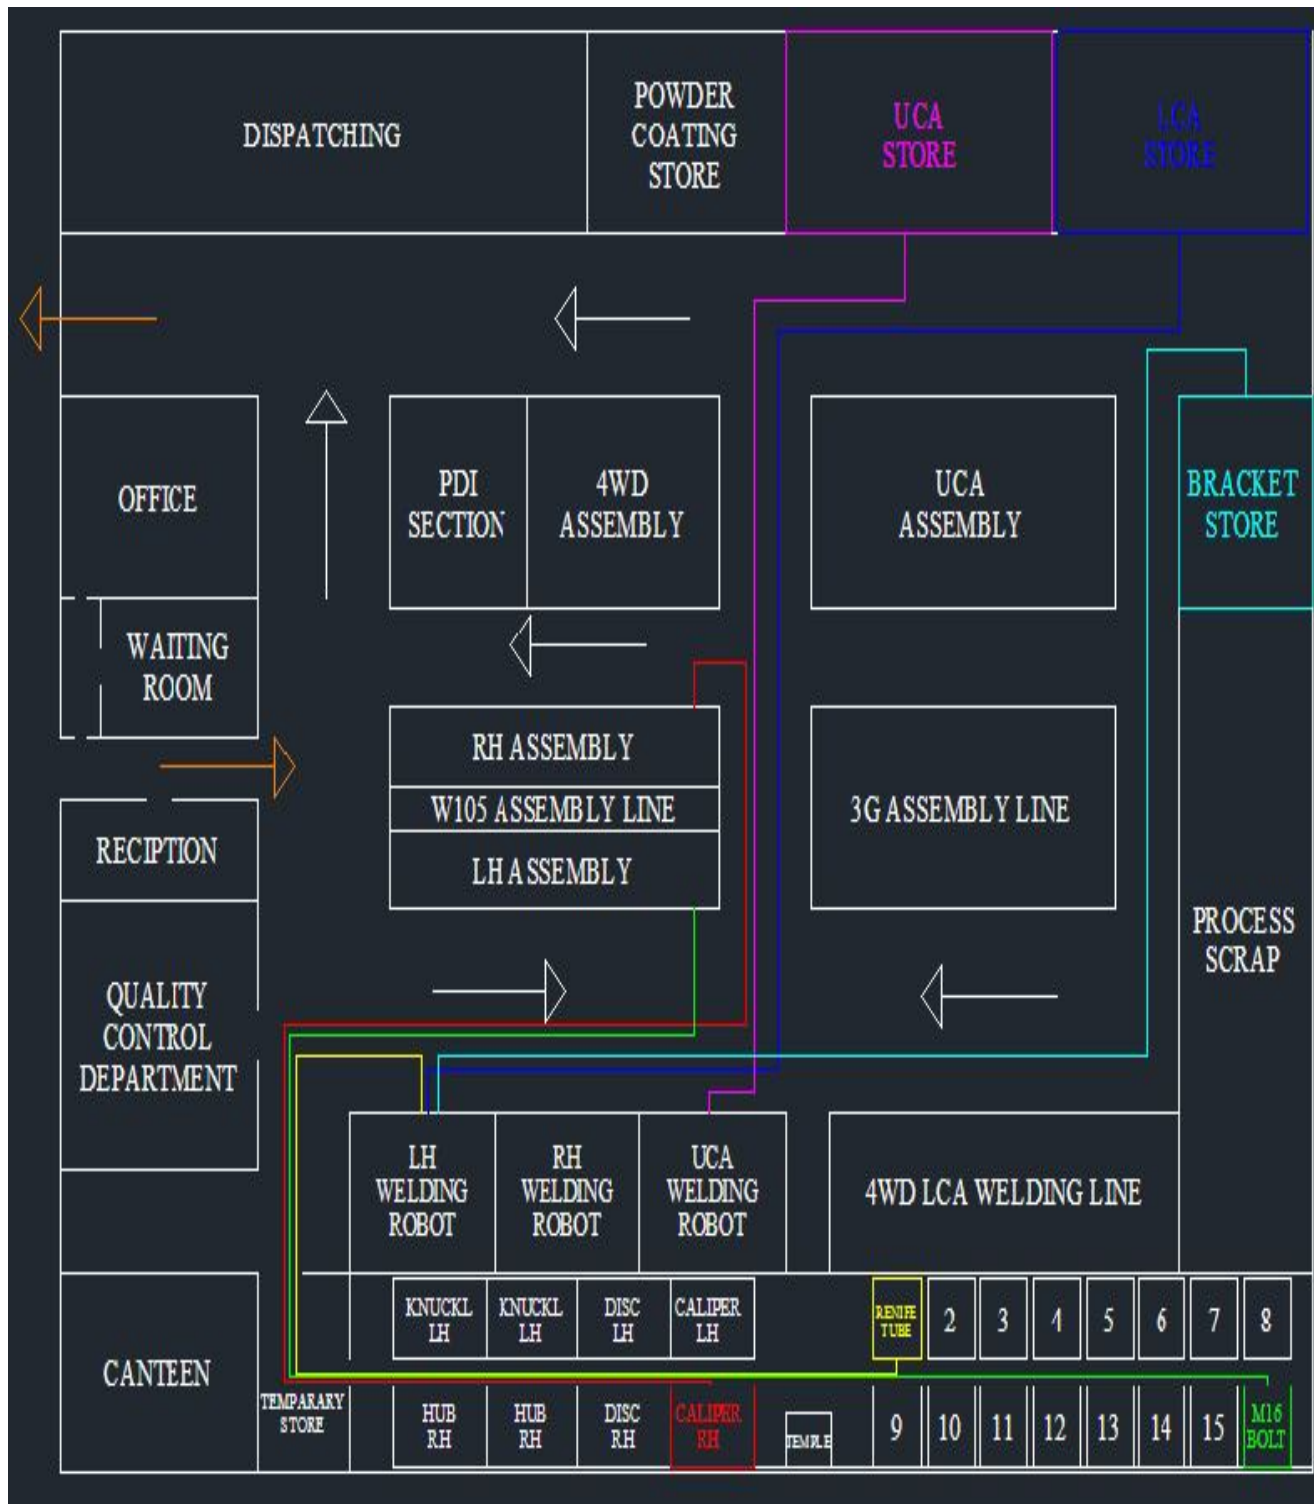 DISPATCHING
POWDER
COATING
STORE
UCA
STORE
LCA
STORE
OFFICE
PDI
SECTION
4WD
ASSEMBLY
UCA
ASSEMBLY
BRACKET
STORE
WAITING
ROOM
RH ASSEMBLY
W105 ASSEMBLY LINE
LH ASSEMBLY
3G ASSEMBLY LINE
RECIPTION
PROCESS
SCRAP
QUALITY
CONTROL
DEPARTMENT
LH
WELDING
ROBOT
RH
WELDING
ROBOT
UCA
WELDING
ROBOT
4WD LCA WELDING LINE
CANTEEN
TEMPARARY
STORE
KNUCKL
LH
KNUCKL
LH
DISC
LH
CALIPER
LH
RENIFE
TUBE
2
3
4
5
6
7
8
HUB
RH
HUB
RH
DISC
RH
CALIPER
RH
TEMPLE
9
10
11
12
13
14
15
M16
BOLT